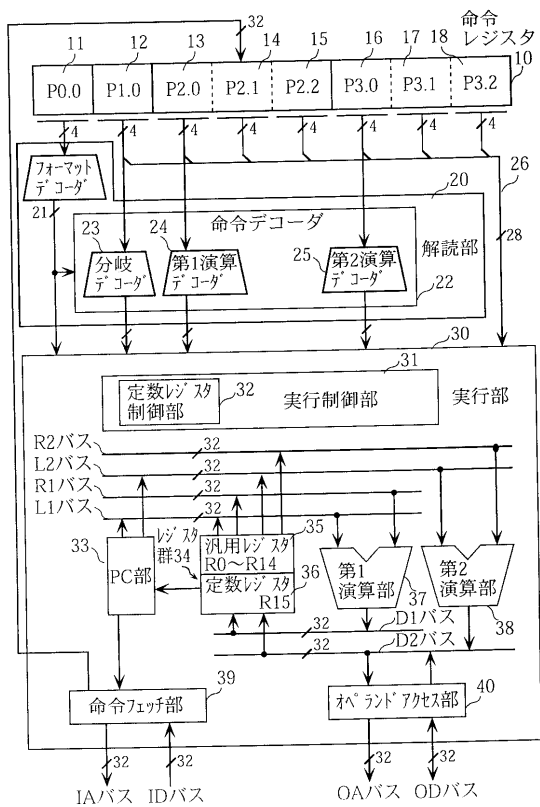 32
命令
レジスタ
11
12
13
14
15
16
17
18
10
P0.0
P1.0
P2.0
P2.1
P2.2
P3.0
P3.1
P3.2
4
4
4
4
4
4
4
4
フォーマット
デコーダ
26
20
21
命令デコーダ
23
24
25
分岐
デコーダ
第1演算
デコーダ
第2演算
デコーダ
解読部
28
22
30
31
定数レジスタ
制御部
32
実行制御部
実行部
R2バス
32
L2バス
32
R1バス
32
L1バス
32
33
PC部
レジスタ
群34
35
汎用レジスタ
R0〜R14
36
定数レジスタ
R15
第1
演算部
37
第2
演算部
38
32
D1バス
32
D2バス
39
命令フェッチ部
オペランドアクセス部
40
32
32
32
32
IAバス
IDバス
OAバス
ODバス